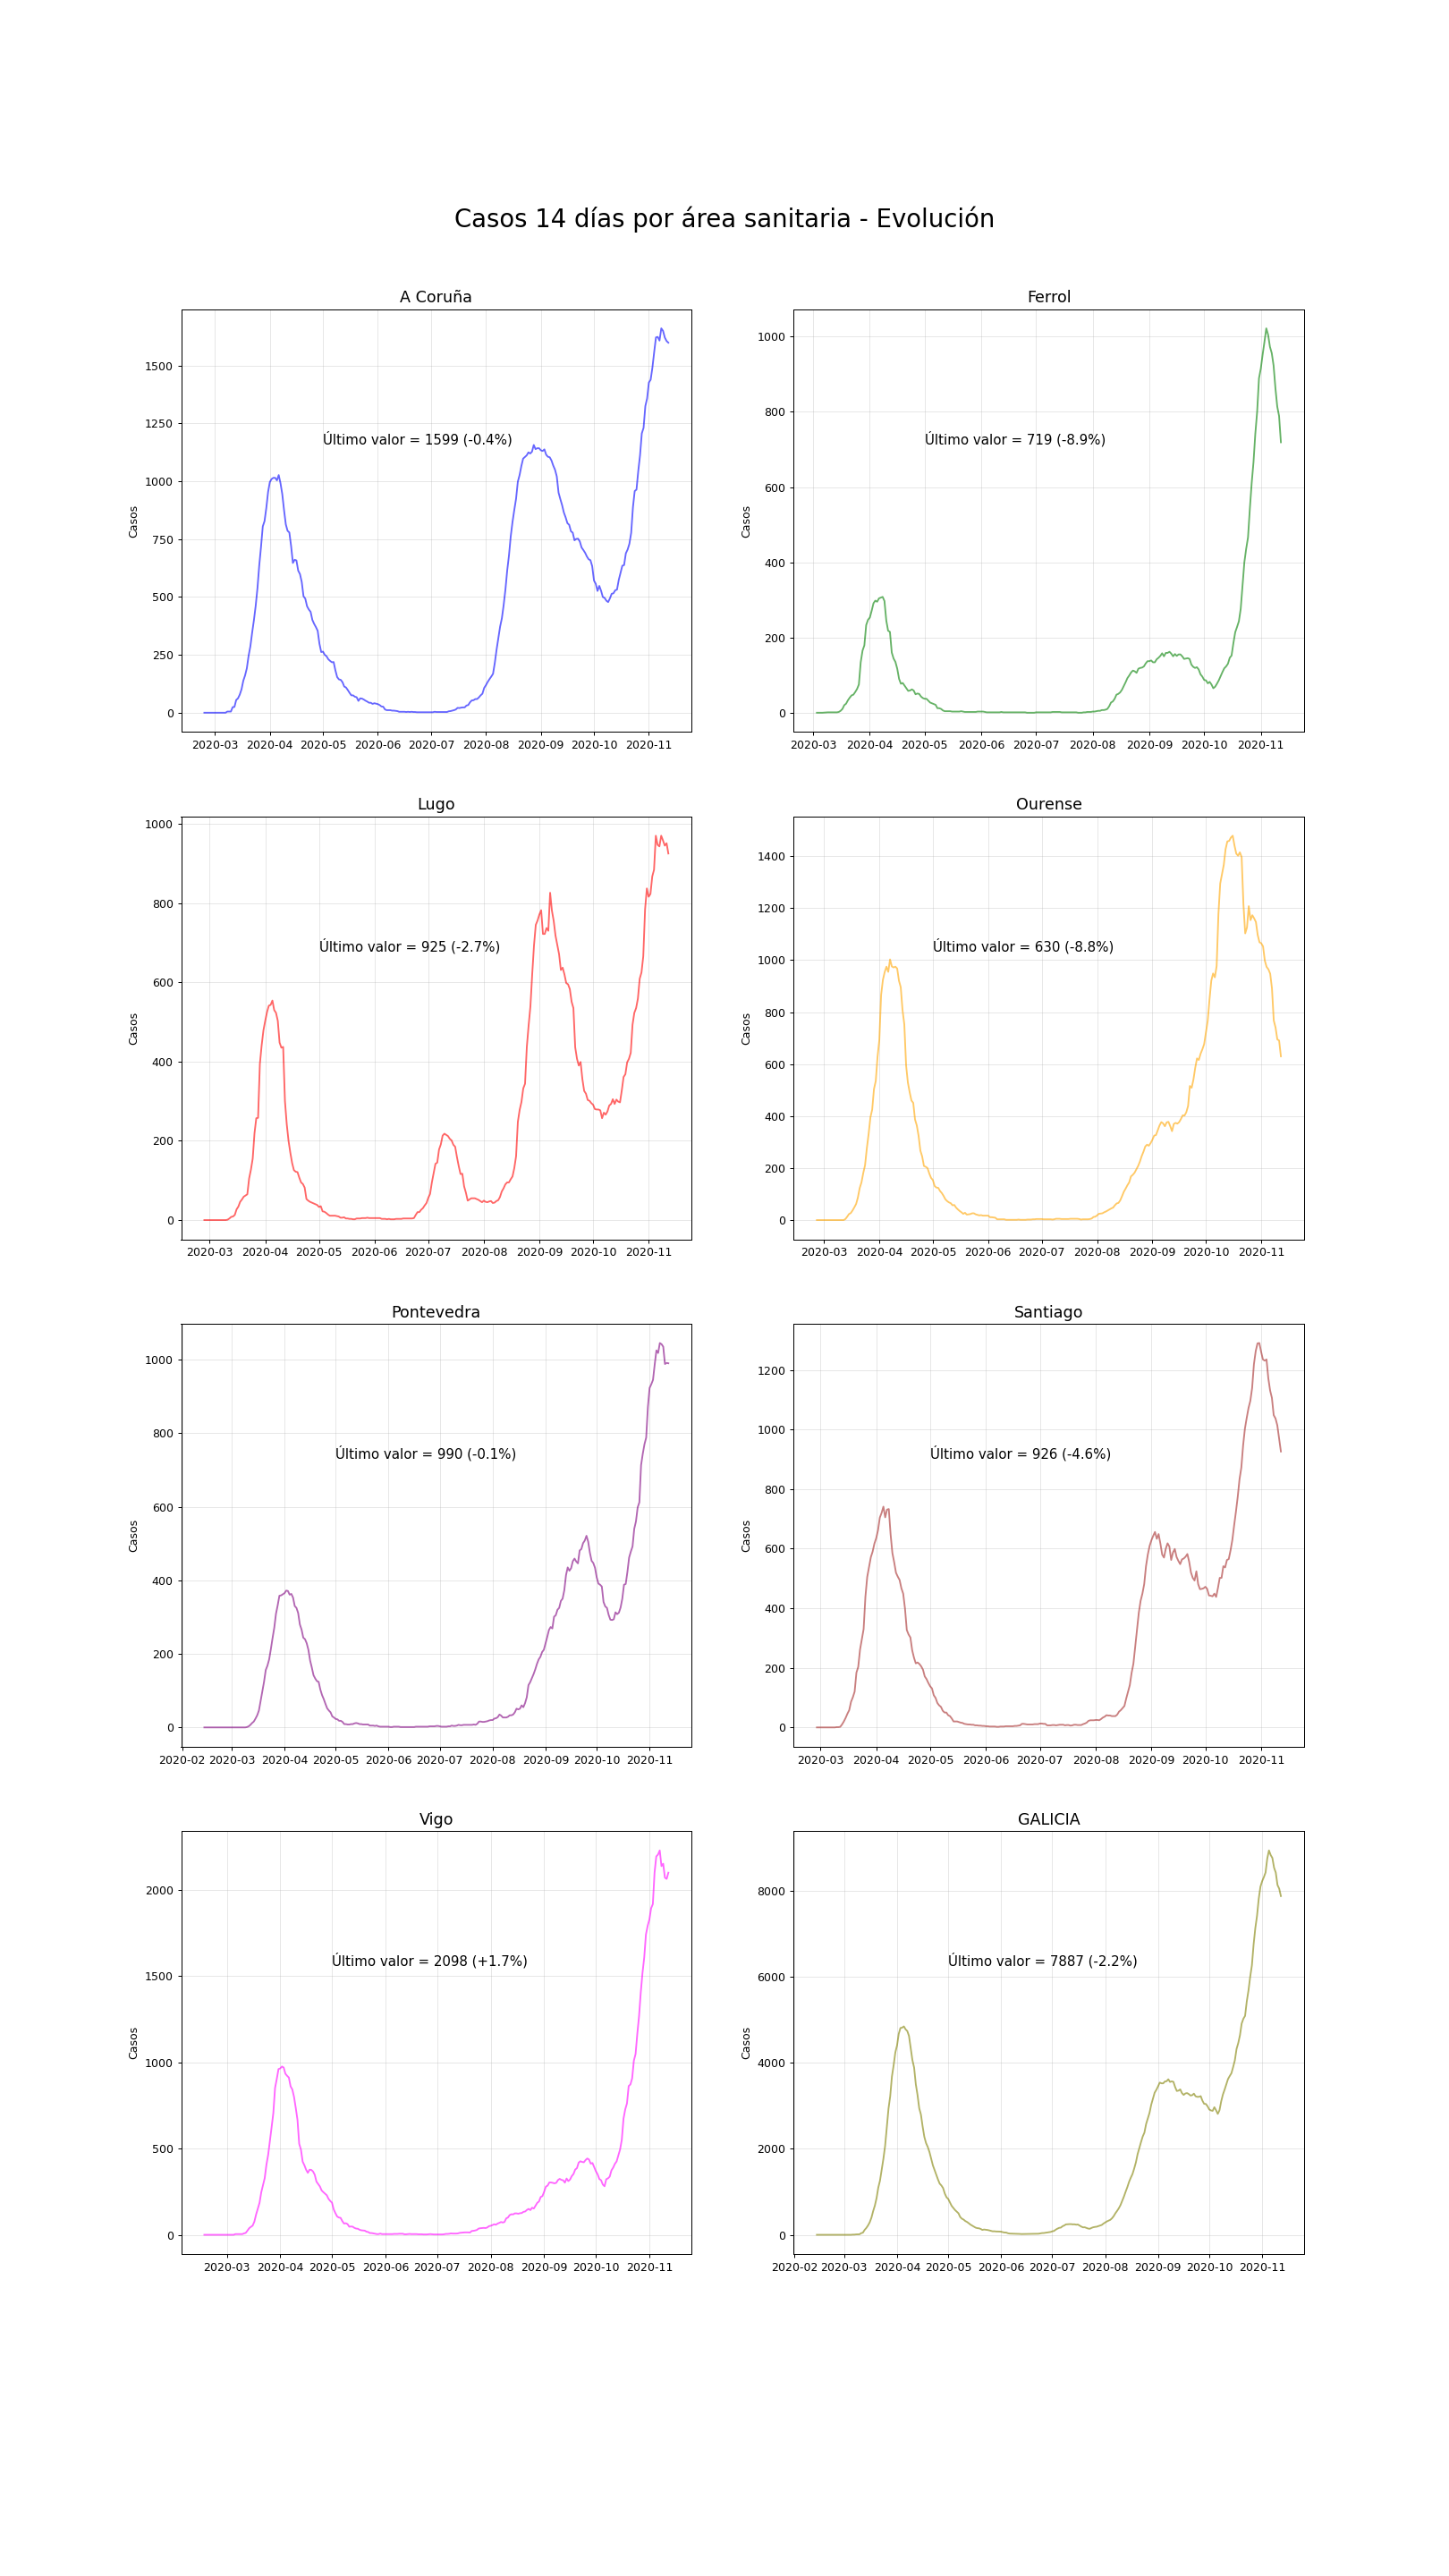 Casos 14 días por área sanitaria - Evolución
A Coruña
Casos
1500
1250
1000
750
500
250
0
Último valor = 1599 (-0.4%)
2020-03 2020-04 2020-05 2020-06 2020-07 2020-08 2020-09 2020-10 2020-11
Ferrol
Casos
1000
800
600
400
200
0
Último valor = 719 (-8.9%)
2020-03 2020-04 2020-05 2020-06 2020-07 2020-08 2020-09 2020-10 2020-11
Lugo
Casos
1000
800
600
400
200
0
Último valor = 925 (-2.7%)
2020-03 2020-04 2020-05 2020-06 2020-07 2020-08 2020-09 2020-10 2020-11
Ourense
Casos
1400
1200
1000
800
600
400
200
0
Último valor = 630 (-8.8%)
2020-03 2020-04 2020-05 2020-06 2020-07 2020-08 2020-09 2020-10 2020-11
Pontevedra
Casos
1000
800
600
400
200
0
Último valor = 990 (-0.1%)
2020-02 2020-03 2020-04 2020-05 2020-06 2020-07 2020-08 2020-09 2020-10 2020-11
Santiago
Casos
1200
1000
800
600
400
200
0
Último valor = 926 (-4.6%)
2020-03 2020-04 2020-05 2020-06 2020-07 2020-08 2020-09 2020-10 2020-11
Vigo
Casos
2000
1500
1000
500
0
Último valor = 2098 (+1.7%)
2020-03 2020-04 2020-05 2020-06 2020-07 2020-08 2020-09 2020-10 2020-11
GALICIA
Casos
8000
6000
4000
2000
0
Último valor = 7887 (-2.2%)
2020-02 2020-03 2020-04 2020-05 2020-06 2020-07 2020-08 2020-09 2020-10 2020-11